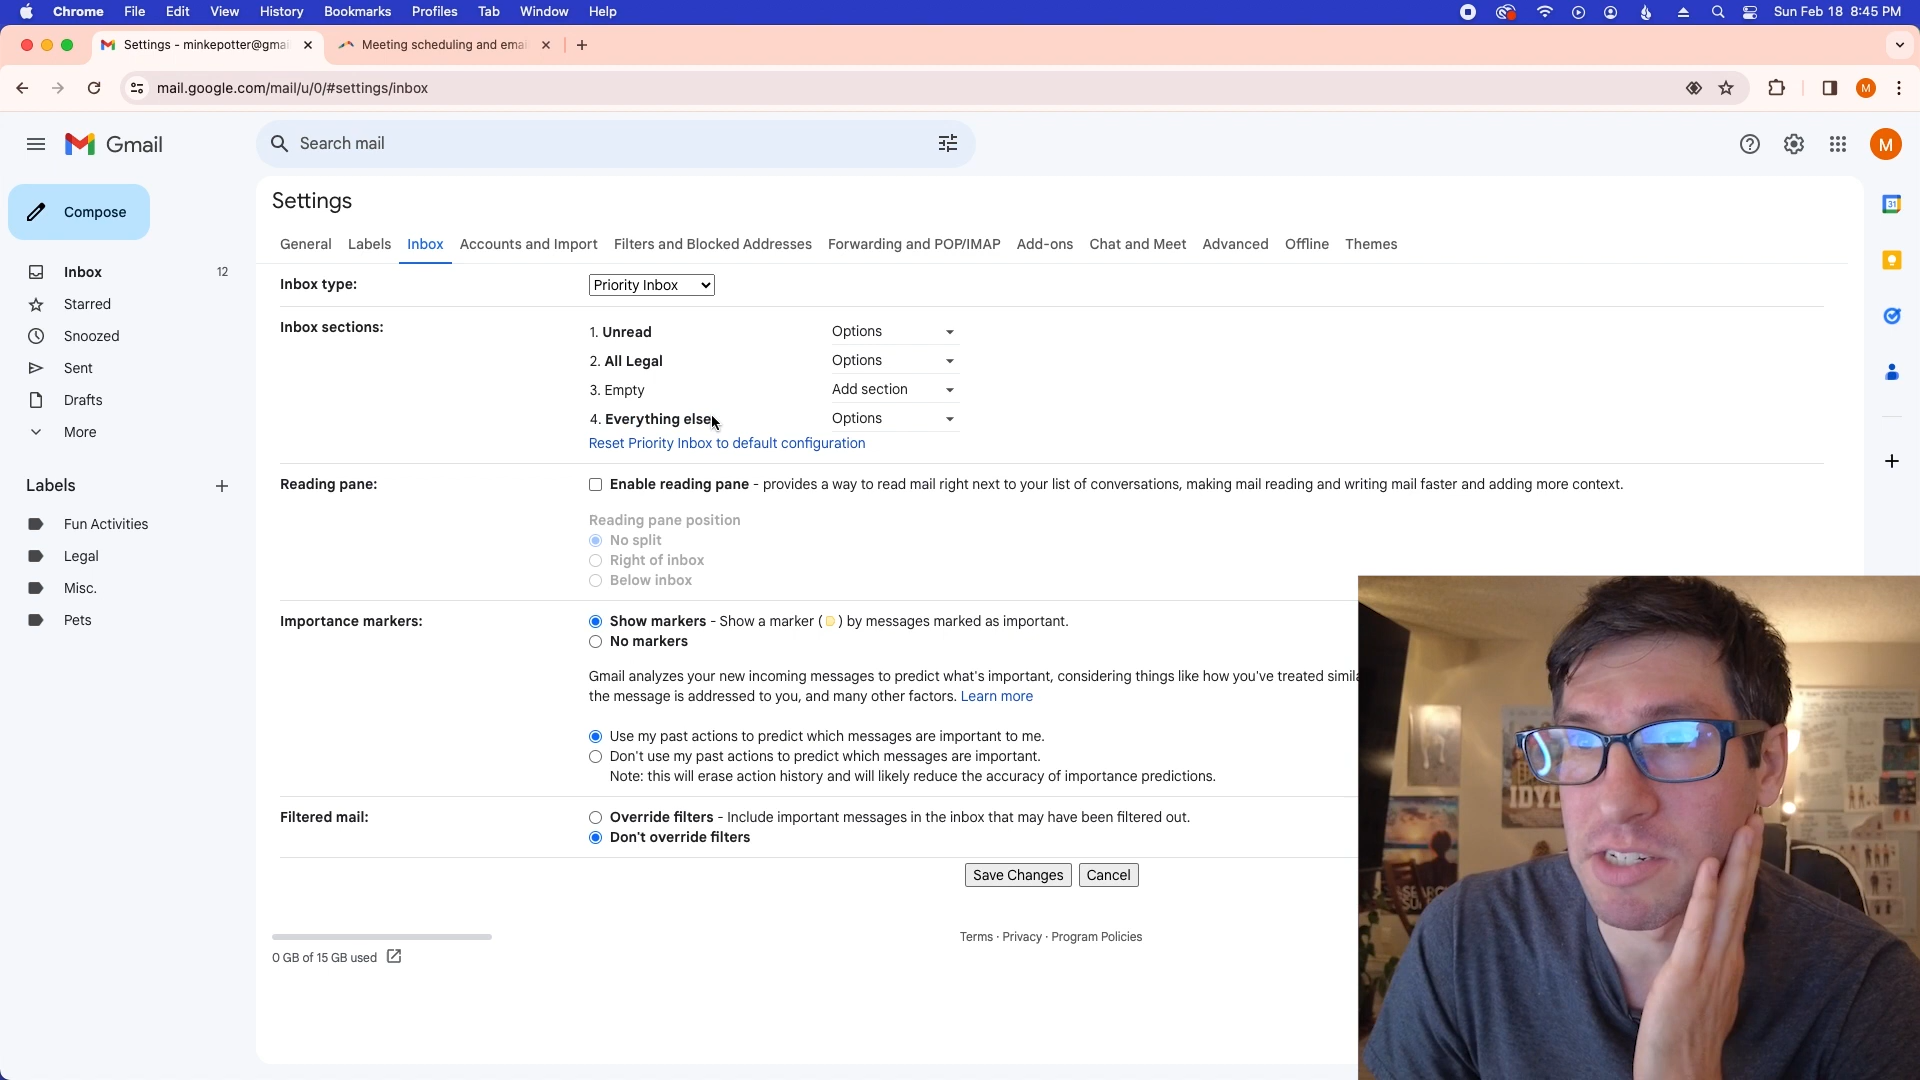 Chrome File Edit View History Bookmarks Profiles Tab Window Help Sun Feb 18 8:45 PM
Settings - minkepotter@gmai Meeting scheduling and emai
mail.google.com/mail/u/0/#settings/inbox M
Gmail Search mail M
Compose
Inbox 12
Starred
Snoozed
Sent
Drafts
More
Labels
Fun Activities
Legal
Misc.
Pets
Settings
General Labels Inbox Accounts and Import Filters and Blocked Addresses Forwarding and POP/IMAP Add-ons Chat and Meet Advanced Offline Themes
Inbox type: Priority Inbox
Inbox sections: 1. Unread Options
2. All Legal Options
3. Empty Add section
4. Everything else Options
Reset Priority Inbox to default configuration
Reading pane: Enable reading pane - provides a way to read mail right next to your list of conversations, making mail reading and writing mail faster and adding more context.
Reading pane position
No split
Right of inbox
Below inbox
Importance markers: Show markers - Show a marker ( ) by messages marked as important.
No markers
Gmail analyzes your new incoming messages to predict what's important, considering things like how you've treated simila
the message is addressed to you, and many other factors. Learn more
Use my past actions to predict which messages are important to me.
Don't use my past actions to predict which messages are important.
Note: this will erase action history and will likely reduce the accuracy of importance predictions.
Filtered mail: Override filters - Include important messages in the inbox that may have been filtered out.
Don't override filters
Save Changes Cancel
Terms · Privacy · Program Policies
0 GB of 15 GB used
31